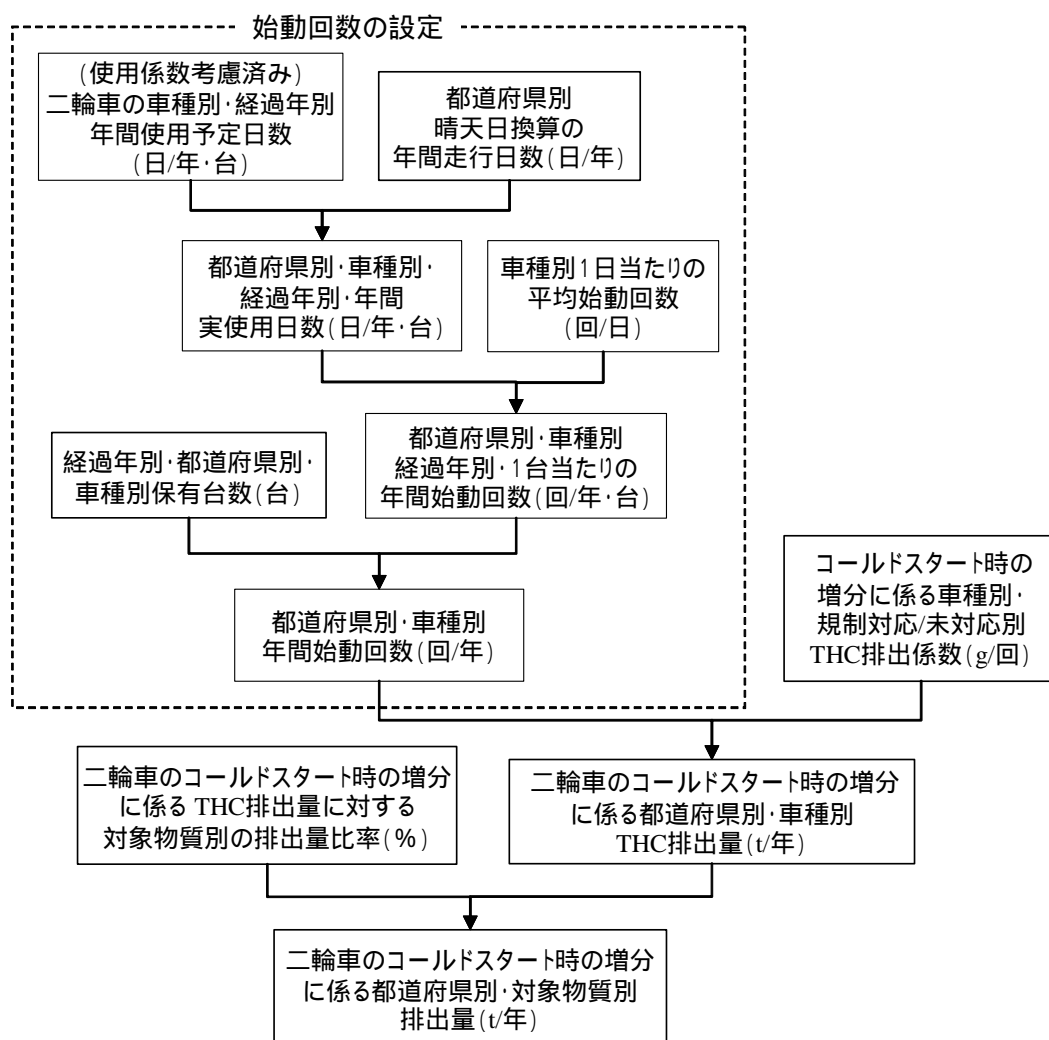 始動回数の設定
(使用係数考慮済み)
二輪車の車種別･経過年別
年間使用予定日数
(日/年･台)
都道府県別
晴天日換算の
年間走行日数(日/年)
都道府県別･車種別･
経過年別･年間
実使用日数(日/年･台)
車種別1日当たりの
平均始動回数
(回/日)
経過年別･都道府県別･
車種別保有台数(台)
都道府県別･車種別
経過年別･1台当たりの
年間始動回数(回/年･台)
都道府県別･車種別
年間始動回数(回/年)
コールドスタート時の
増分に係る車種別･
規制対応/未対応別
THC排出係数(g/回)
二輪車のコールドスタート時の増分
に係る THC排出量に対する
対象物質別の排出量比率(%)
二輪車のコールドスタート時の増分
に係る都道府県別･車種別
THC排出量(t/年)
二輪車のコールドスタート時の増分
に係る都道府県別･対象物質別
排出量(t/年)